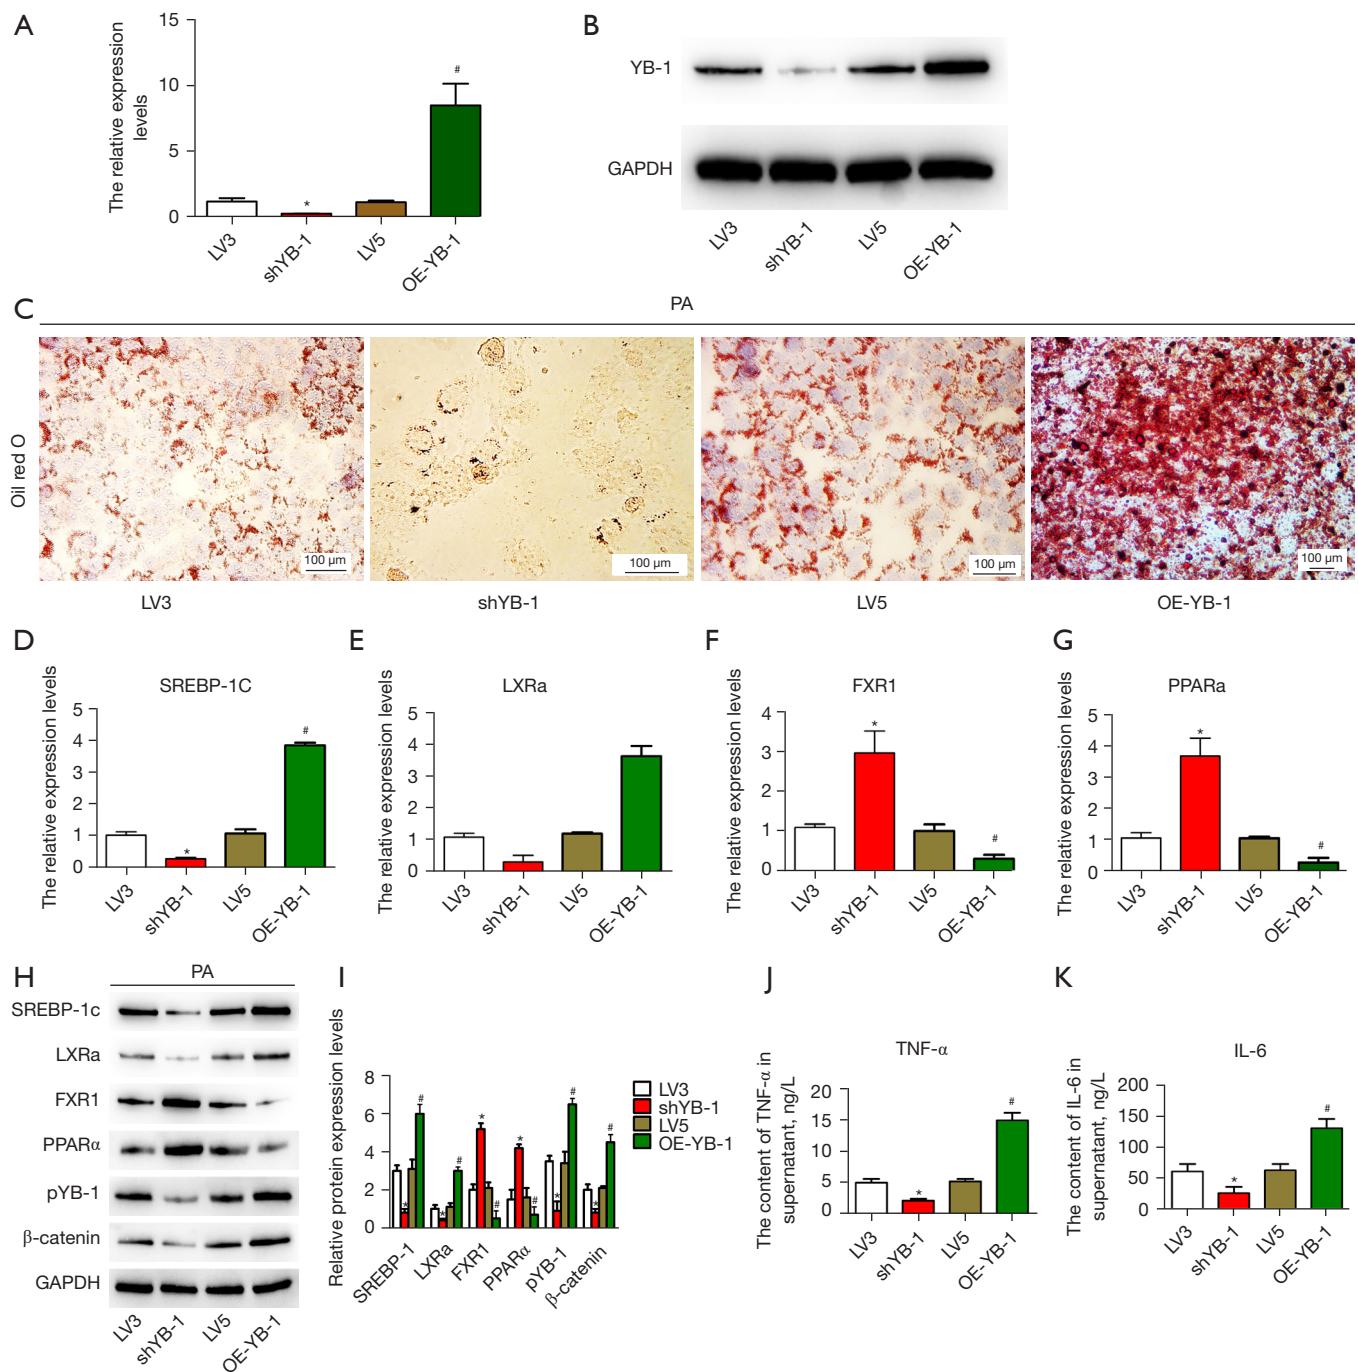 A
The relative expression
levels
15
10
5
0
*
#
LV3
shYB-1
LV5
OE-YB-1
B
YB-1
GAPDH
LV3
shYB-1
LV5
OE-YB-1
C
PA
Oil red O
100 µm
100 µm
100 µm
100 µm
LV3
shYB-1
LV5
OE-YB-1
D
SREBP-1C
The relative expression levels
5
4
3
2
1
0
*
#
LV3
shYB-1
LV5
OE-YB-1
E
LXRa
The relative expression levels
5
4
3
2
1
0
LV3
shYB-1
LV5
OE-YB-1
F
FXR1
The relative expression levels
4
3
2
1
0
*
#
LV3
shYB-1
LV5
OE-YB-1
G
PPARa
The relative expression levels
5
4
3
2
1
0
*
#
LV3
shYB-1
LV5
OE-YB-1
H
PA
SREBP-1c
LXRa
FXR1
PPARα
pYB-1
β-catenin
GAPDH
LV3
shYB-1
LV5
OE-YB-1
I
Relative protein expression levels
8
6
4
2
0
*
#
*
#
*
#
*
#
*
#
*
#
SREBP-1
LXRa
FXR1
PPARα
pYB-1
β-catenin
LV3
shYB-1
LV5
OE-YB-1
J
TNF-α
The content of TNF-α in
supernatant, ng/L
20
15
10
5
0
*
#
LV3
shYB-1
LV5
OE-YB-1
K
IL-6
The content of IL-6 in
supernatant, ng/L
200
150
100
50
0
*
#
LV3
shYB-1
LV5
OE-YB-1